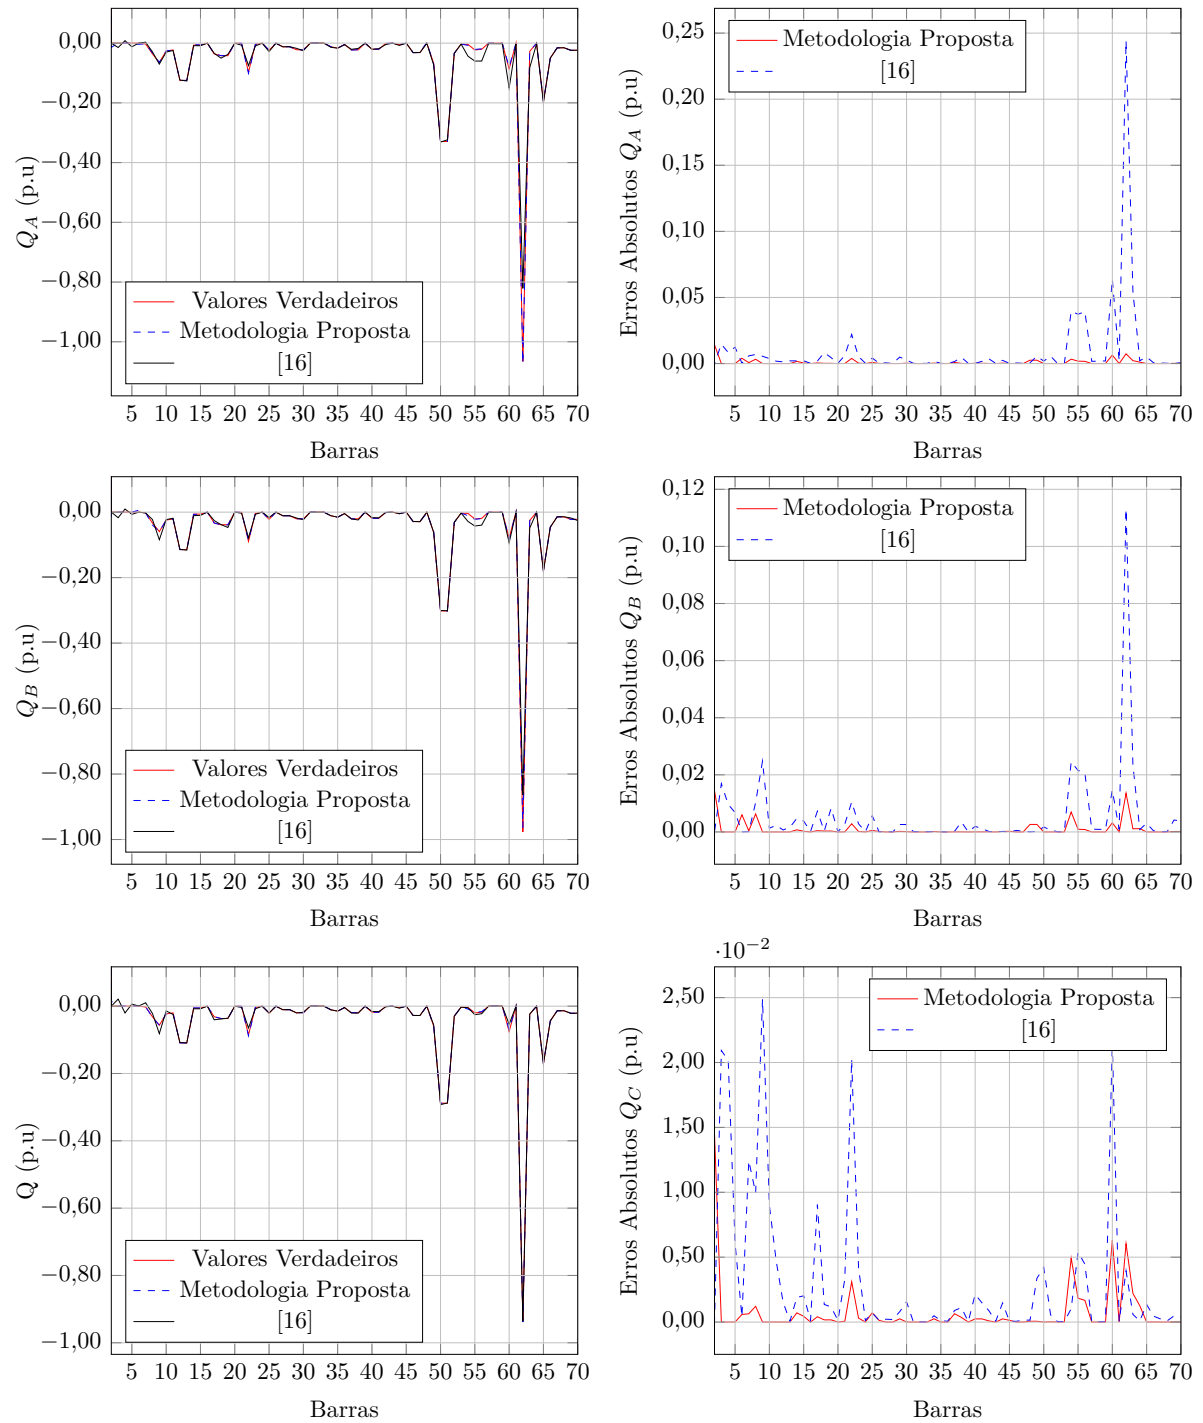 0,00
−0,20
−0,40
−0,60
−0,80
−1,00
Q_A (p.u)
Valores Verdadeiros
Metodologia Proposta
[16]
5 10 15 20 25 30 35 40 45 50 55 60 65 70
Barras
0,25
0,20
0,15
0,10
0,05
0,00
Erros Absolutos Q_A (p.u)
Metodologia Proposta
[16]
5 10 15 20 25 30 35 40 45 50 55 60 65 70
Barras
0,00
−0,20
−0,40
−0,60
−0,80
−1,00
Q_B (p.u)
Valores Verdadeiros
Metodologia Proposta
[16]
5 10 15 20 25 30 35 40 45 50 55 60 65 70
Barras
0,12
0,10
0,08
0,06
0,04
0,02
0,00
Erros Absolutos Q_B (p.u)
Metodologia Proposta
[16]
5 10 15 20 25 30 35 40 45 50 55 60 65 70
Barras
0,00
−0,20
−0,40
−0,60
−0,80
−1,00
Q (p.u)
Valores Verdadeiros
Metodologia Proposta
[16]
5 10 15 20 25 30 35 40 45 50 55 60 65 70
Barras
·10⁻²
2,50
2,00
1,50
1,00
0,50
0,00
Erros Absolutos Q_C (p.u)
Metodologia Proposta
[16]
5 10 15 20 25 30 35 40 45 50 55 60 65 70
Barras